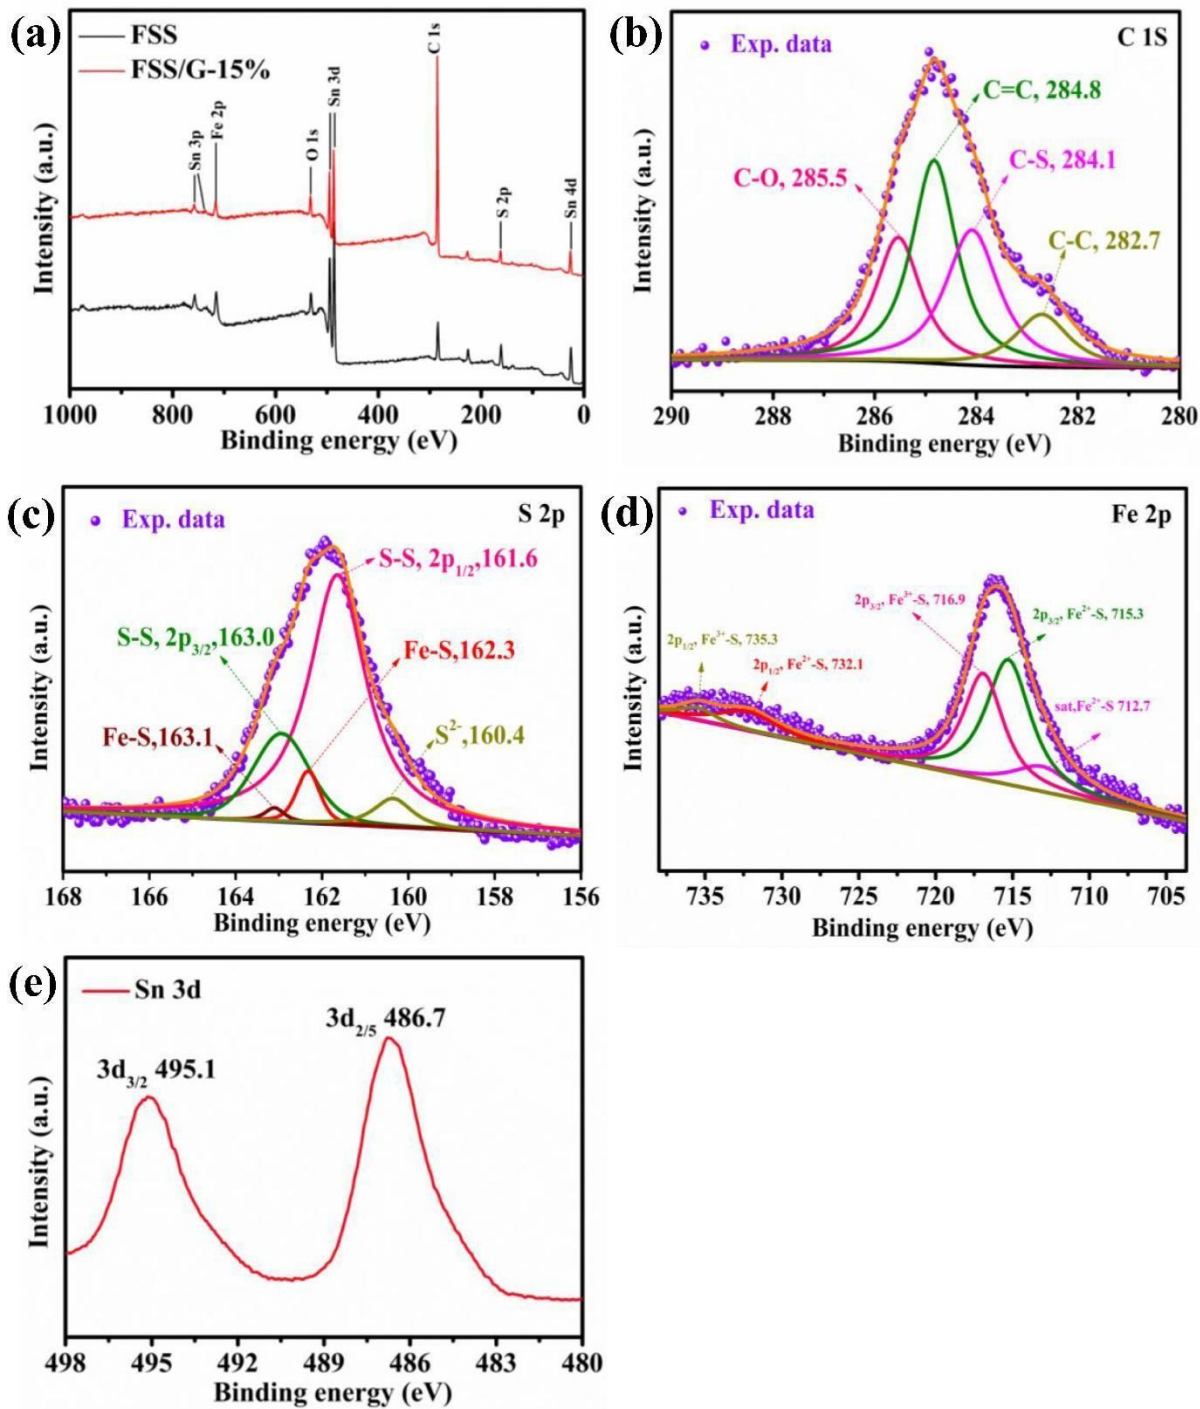 (a)
FSS
FSS/G-15%
Sn 3p
Fe 2p
O 1s
Sn 3d
C 1s
S 2p
Sn 4d
Intensity (a.u.)
1000 800 600 400 200 0
Binding energy (eV)
(b)
Exp. data
C 1S
C=C, 284.8
C-S, 284.1
C-O, 285.5
C-C, 282.7
Intensity (a.u.)
290 288 286 284 282 280
Binding energy (eV)
(c)
Exp. data
S 2p
S-S, 2p1/2,161.6
S-S, 2p3/2,163.0
Fe-S,162.3
Fe-S,163.1
S2-,160.4
Intensity (a.u.)
168 166 164 162 160 158 156
Binding energy (eV)
(d)
Exp. data
Fe 2p
2p3/2, Fe3+-S, 716.9
2p3/2, Fe2+-S, 715.3
2p1/2, Fe3+-S, 735.3
2p1/2, Fe2+-S, 732.1
sat,Fe2+-S 712.7
Intensity (a.u.)
735 730 725 720 715 710 705
Binding energy (eV)
(e)
Sn 3d
3d2/5 486.7
3d3/2 495.1
Intensity (a.u.)
498 495 492 489 486 483 480
Binding energy (eV)